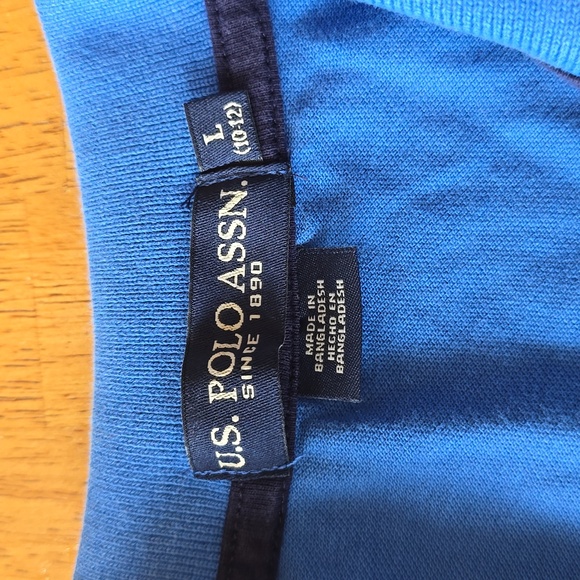 L
(10-12)
U.S. POLO ASSN.
SINCE 1890
MADE IN
BANGLADESH
HECHO EN
BANGLADESH